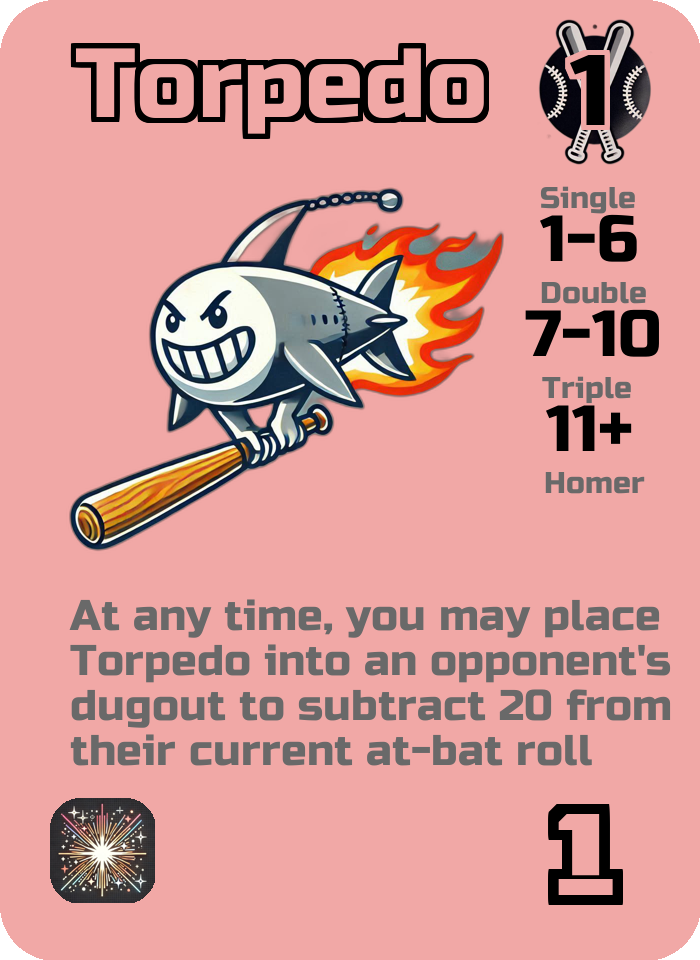 Torpedo
1
Single
1-6
Double
7-10
Triple
11+
Homer
At any time, you may place
Torpedo into an opponent's
dugout to subtract 20 from
their current at-bat roll
1